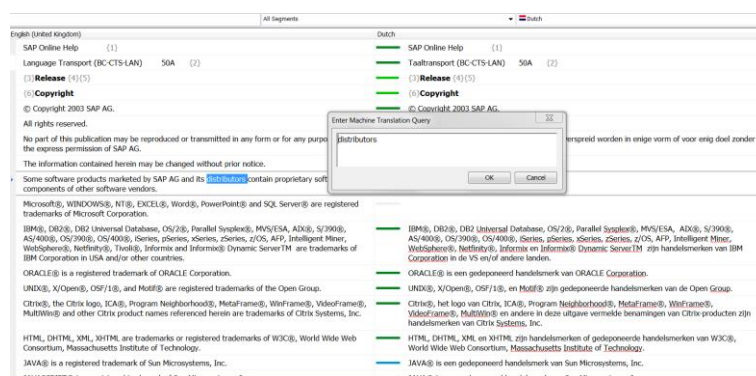 All Segments
Dutch
English (United Kingdom)
Dutch
SAP Online Help {1}
SAP Online Help {1}
Language Transport (BC-CTS-LAN) 50A {2}
Taaltransport (BC-CTS-LAN) 50A {2}
{3}Release {4}{5}
{3}Release {4}{5}
{6}Copyright
{6}Copyright
© Copyright 2003 SAP AG.
© Copyright 2003 SAP AG.
All rights reserved.
Enter Machine Translation Query
distributors
OK
Cancel
No part of this publication may be reproduced or transmitted in any form or for any purpo
the express permission of SAP AG.
verspreid worden in enige vorm of voor enig doel zonder
The information contained herein may be changed without prior notice.
Some software products marketed by SAP AG and its distributors contain proprietary soft
components of other software vendors.
Microsoft®, WINDOWS®, NT®, EXCEL®, Word®, PowerPoint® and SQL Server® are registered
trademarks of Microsoft Corporation.
IBM®, DB2®, DB2 Universal Database, OS/2®, Parallel Sysplex®, MVS/ESA, AIX®, S/390®,
AS/400®, OS/390®, OS/400®, iSeries, pSeries, xSeries, zSeries, z/OS, AFP, Intelligent Miner,
WebSphere®, Netfinity®, Tivoli®, Informix and Informix® Dynamic ServerTM are trademarks of
IBM Corporation in USA and/or other countries.
IBM®, DB2®, DB2 Universal Database, OS/2®, Parallel Sysplex®, MVS/ESA, AIX®, S/390®,
AS/400®, OS/390®, OS/400®, iSeries, pSeries, xSeries, zSeries, z/OS, AFP, Intelligent Miner,
WebSphere®, Netfinity®, Informix en Informix® Dynamic ServerTM zijn handelsmerken van IBM
Corporation in de VS en/of andere landen.
ORACLE® is a registered trademark of ORACLE Corporation.
ORACLE® is een gedeponeerd handelsmerk van ORACLE Corporation.
UNIX®, X/Open®, OSF/1®, and Motif® are registered trademarks of the Open Group.
UNIX®, X/Open®, OSF/1®, en Motif® zijn gedeponeerde handelsmerken van de Open Group.
Citrix®, the Citrix logo, ICA®, Program Neighborhood®, MetaFrame®, WinFrame®, VideoFrame®,
MultiWin® and other Citrix product names referenced herein are trademarks of Citrix Systems, Inc.
Citrix®, het logo van Citrix, ICA®, Program Neighborhood®, MetaFrame®, WinFrame®,
VideoFrame®, MultiWin® en andere in deze uitgave vermelde benamingen van Citrix-producten zijn
handelsmerken van Citrix Systems, Inc.
HTML, DHTML, XML, XHTML are trademarks or registered trademarks of W3C®, World Wide Web
Consortium, Massachusetts Institute of Technology.
HTML, DHTML, XML en XHTML zijn handelsmerken of gedeponeerde handelsmerken van W3C®,
World Wide Web Consortium, Massachusetts Institute of Technology.
JAVA® is a registered trademark of Sun Microsystems, Inc.
JAVA® is een gedeponeerd handelsmerk van Sun Microsystems, Inc.